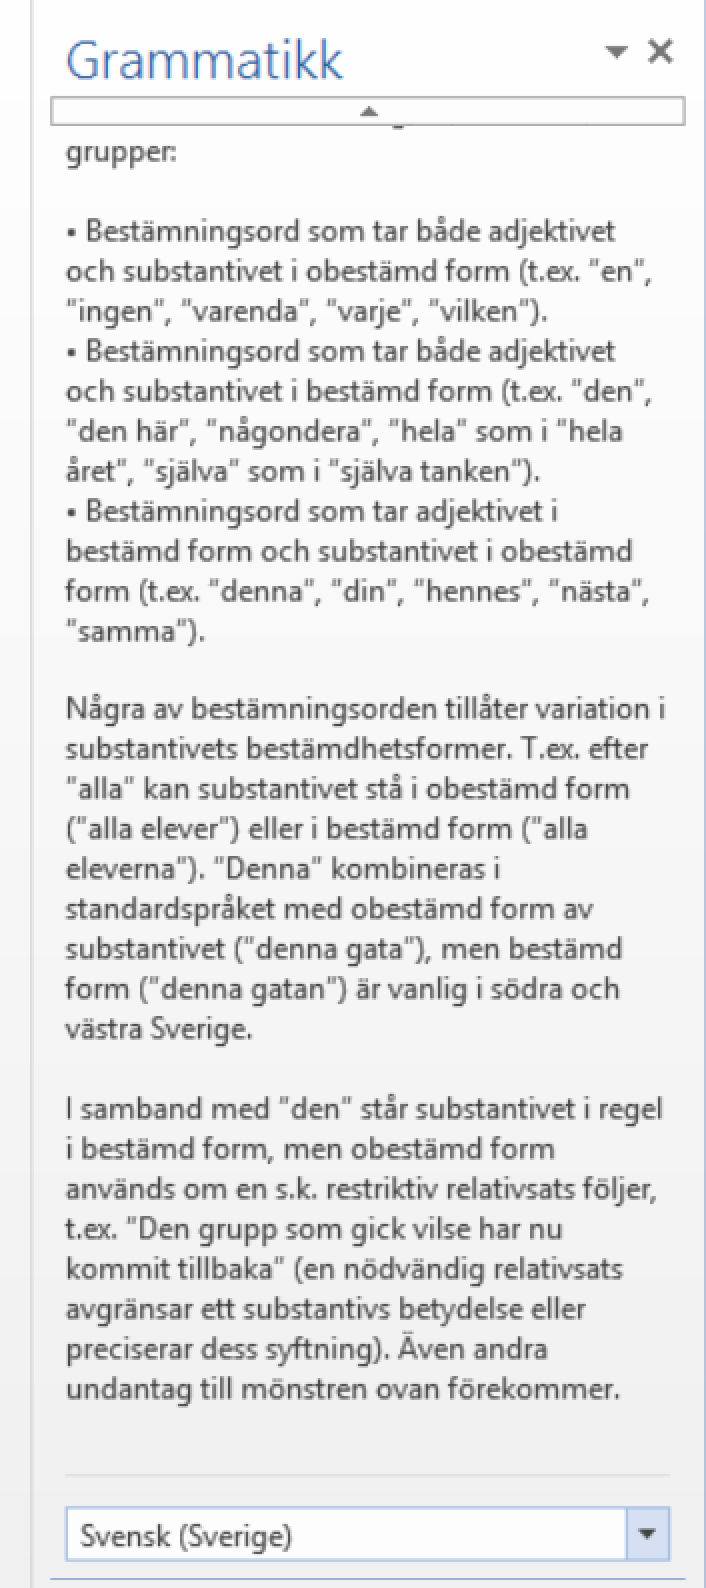 Grammatikk
grupper:
• Bestämningsord som tar både adjektivet
och substantivet i obestämd form (t.ex. "en",
"ingen", "varenda", "varje", "vilken").
• Bestämningsord som tar både adjektivet
och substantivet i bestämd form (t.ex. "den",
"den här", "någondera", "hela" som i "hela
året", "själva" som i "själva tanken").
• Bestämningsord som tar adjektivet i
bestämd form och substantivet i obestämd
form (t.ex. "denna", "din", "hennes", "nästa",
"samma").
Några av bestämningsorden tillåter variation i
substantivets bestämdhetsformer. T.ex. efter
"alla" kan substantivet stå i obestämd form
("alla elever") eller i bestämd form ("alla
eleverna"). "Denna" kombineras i
standardspråket med obestämd form av
substantivet ("denna gata"), men bestämd
form ("denna gatan") är vanlig i södra och
västra Sverige.
I samband med "den" står substantivet i regel
i bestämd form, men obestämd form
används om en s.k. restriktiv relativsats följer,
t.ex. "Den grupp som gick vilse har nu
kommit tillbaka" (en nödvändig relativsats
avgränsar ett substantivs betydelse eller
preciserar dess syftning). Även andra
undantag till mönstren ovan förekommer.
Svensk (Sverige)